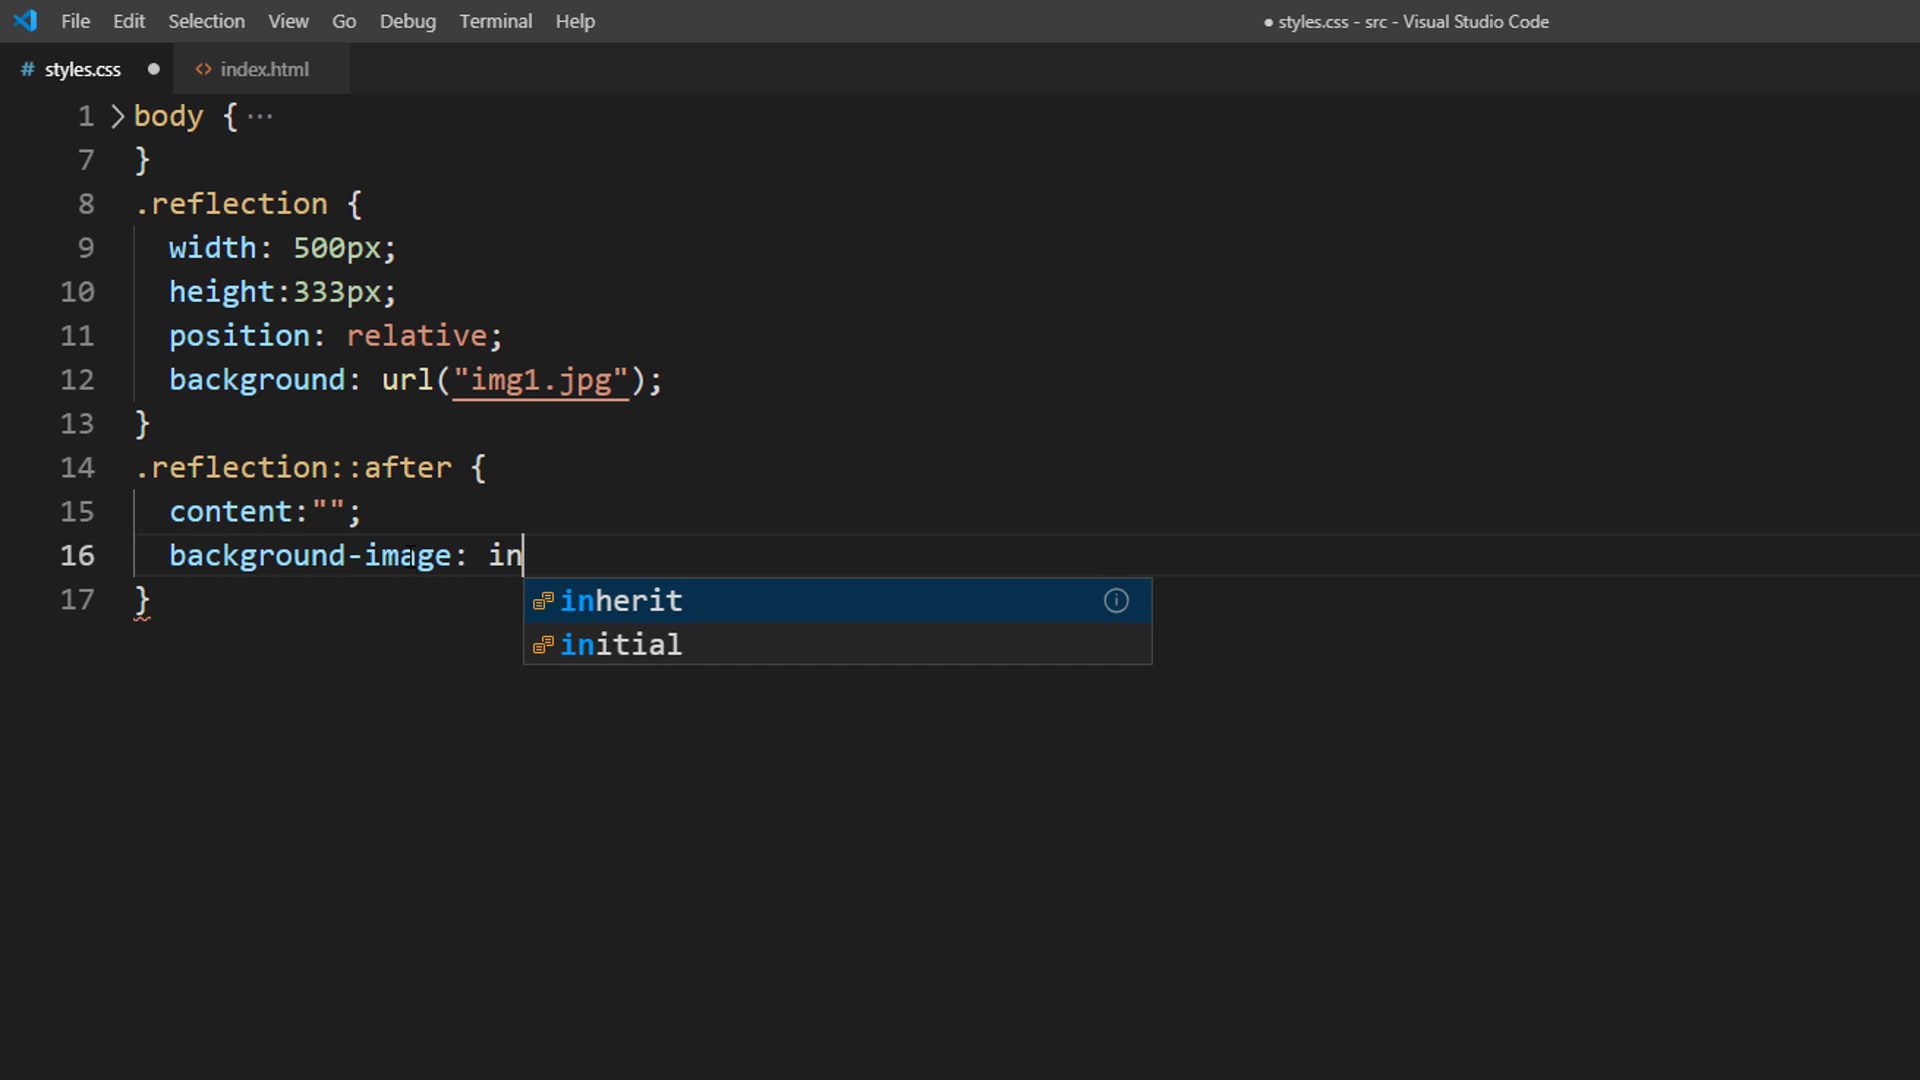 File Edit Selection View Go Debug Terminal Help ● styles.css - src - Visual Studio Code
# styles.css ● <> index.html
1 body { ···
7 }
8 .reflection {
9 width: 500px;
10 height:333px;
11 position: relative;
12 background: url("img1.jpg");
13 }
14 .reflection::after {
15 content:"";
16 background-image: in
17 }
inherit
initial